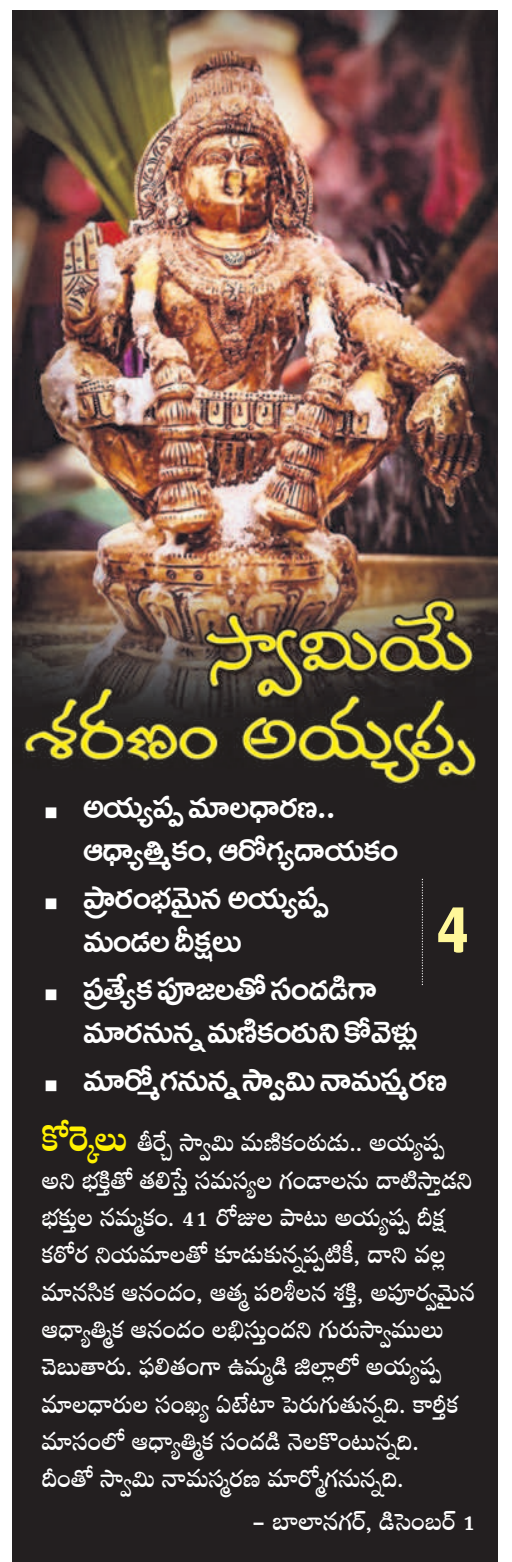 స్వామియే
శరణం అయ్యప్ప
▪ అయ్యప్ప మాలధారణ..
ఆధ్యాత్మికం, ఆరోగ్యదాయకం
▪ ప్రారంభమైన అయ్యప్ప
మండల దీక్షలు
4
▪ ప్రత్యేక పూజలతో సందడిగా
మారనున్న మణికంఠుని కోవెళ్లు
▪ మార్మోగనున్న స్వామి నామస్మరణ
కోర్కెలు తీర్చే స్వామి మణికంఠుడు.. అయ్యప్ప
అని భక్తితో తలిస్తే సమస్యల గండాలను దాటిస్తాడని
భక్తుల నమ్మకం. 41 రోజుల పాటు అయ్యప్ప దీక్ష
కఠోర నియమాలతో కూడుకున్నప్పటికీ, దాని వల్ల
మానసిక ఆనందం, ఆత్మ పరిశీలన శక్తి, అపూర్వమైన
ఆధ్యాత్మిక ఆనందం లభిస్తుందని గురుస్వాములు
చెబుతారు. ఫలితంగా ఉమ్మడి జిల్లాలో అయ్యప్ప
మాలధారుల సంఖ్య ఏటేటా పెరుగుతున్నది. కార్తీక
మాసంలో ఆధ్యాత్మిక సందడి నెలకొంటున్నది.
దీంతో స్వామి నామస్మరణ మార్మోగనున్నది.
– బాలానగర్, డిసెంబర్ 1